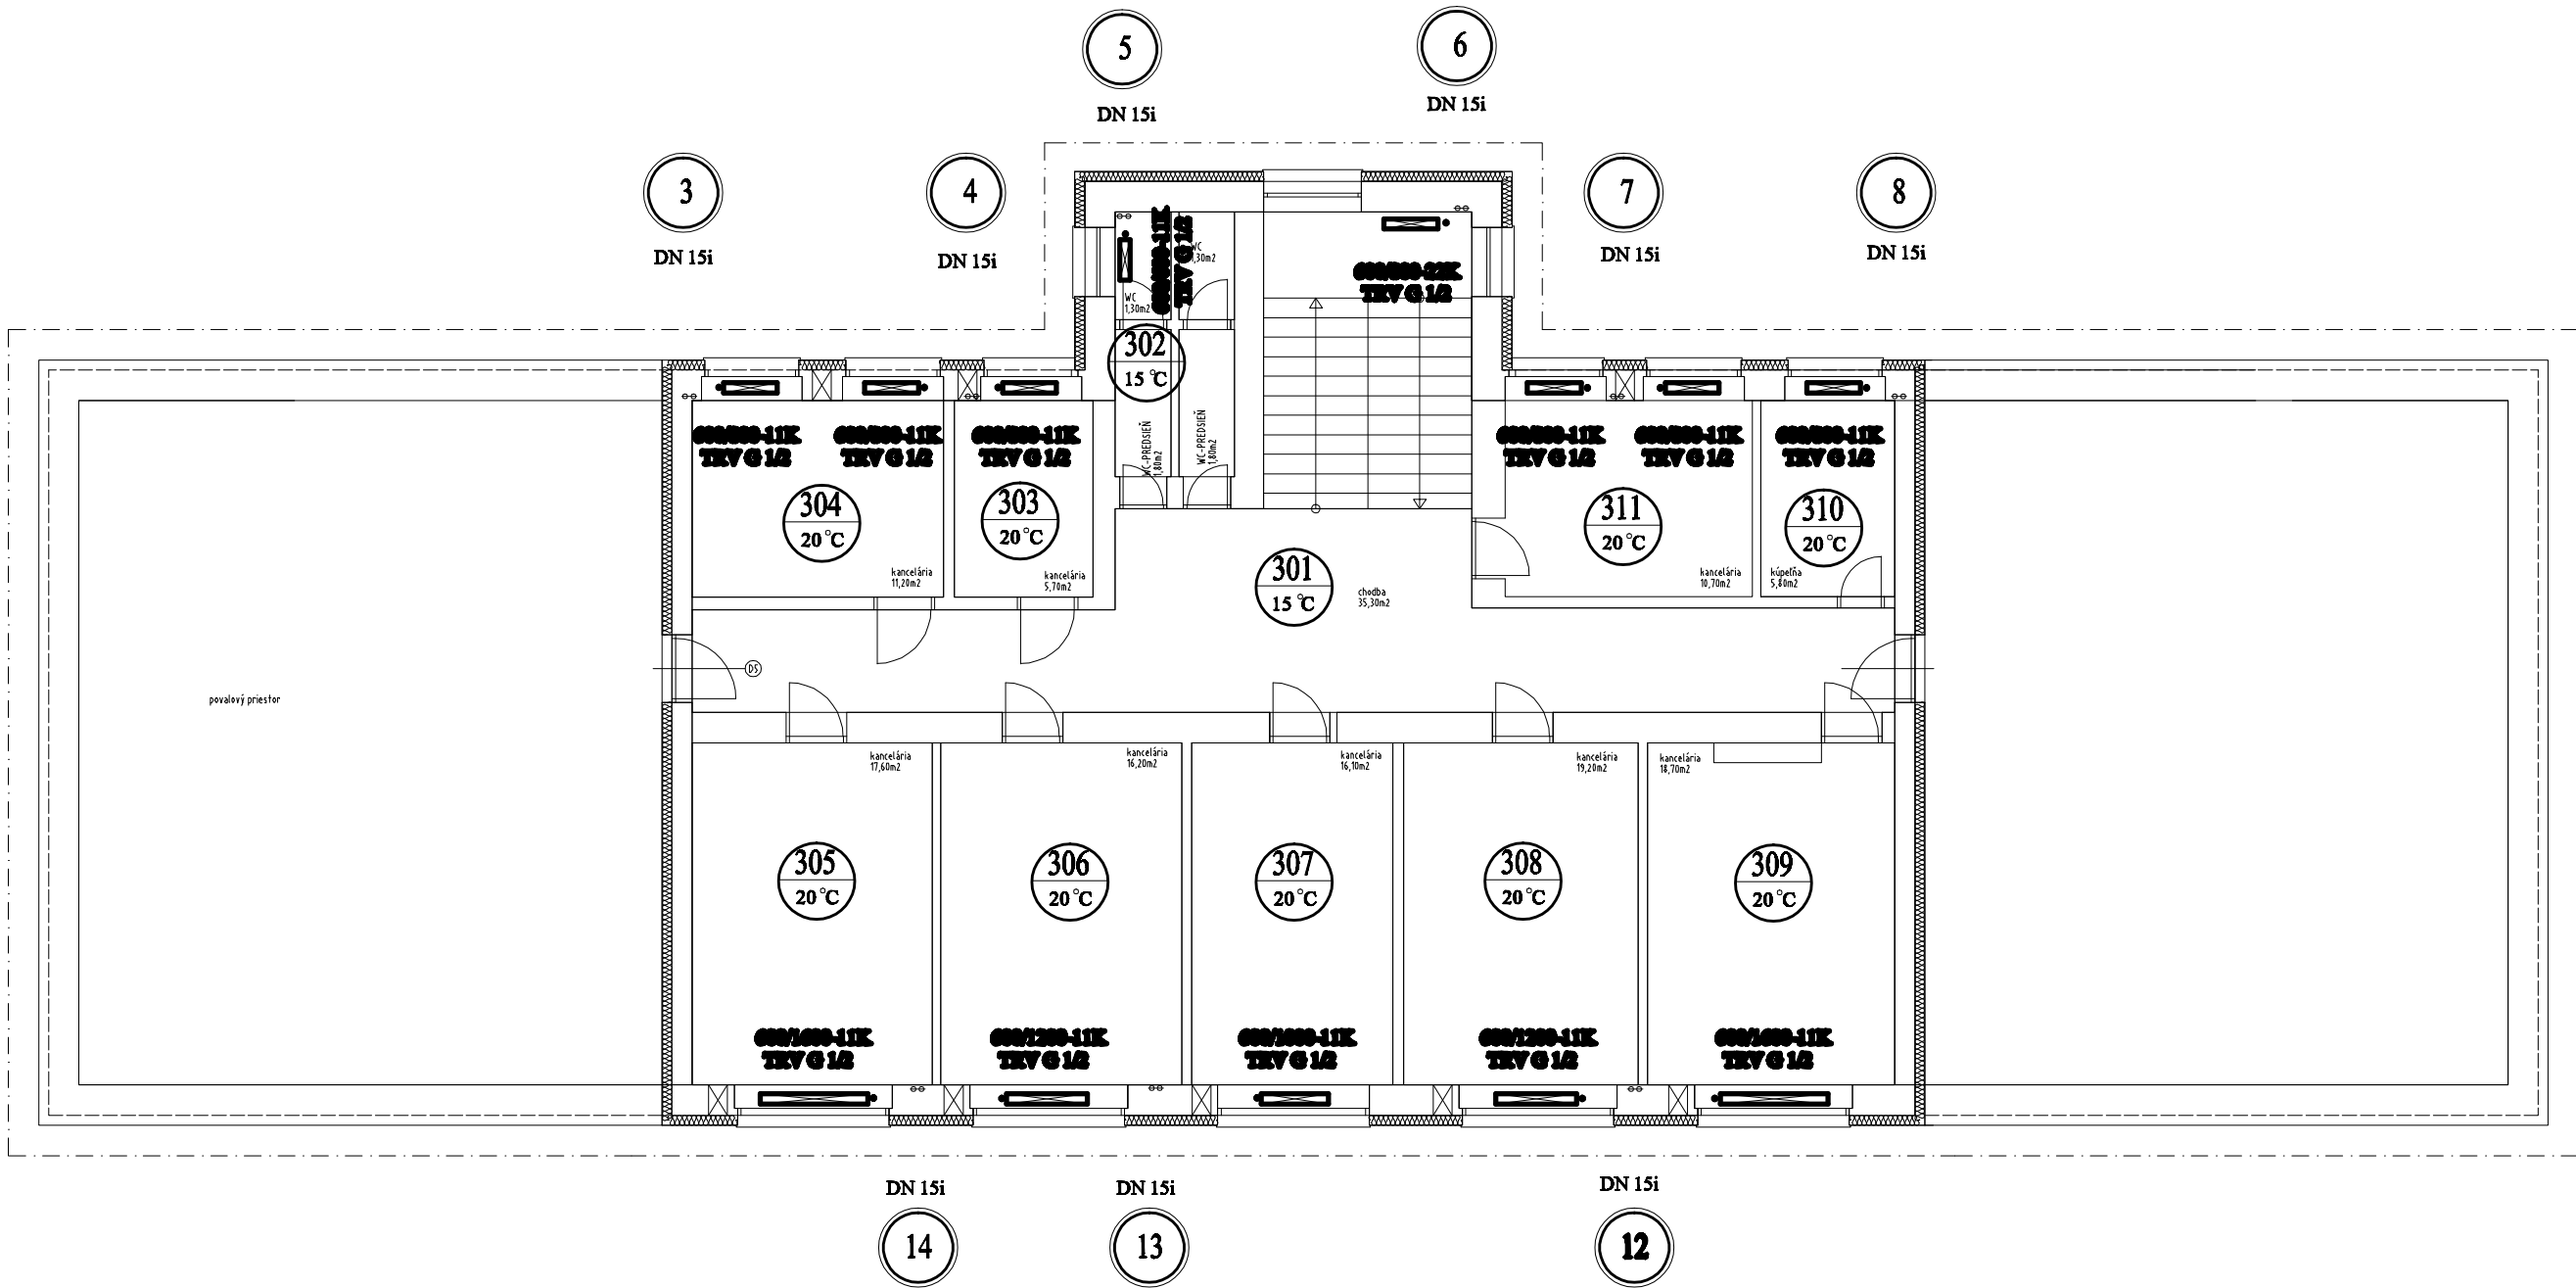 5
6
DN 15i
DN 15i
3
4
7
8
DN 15i
DN 15i
DN 15i
DN 15i
TRV G 1/2
WC
WC
1,30m2
TRV G 1/2
302
15 °C
WC-PREDSIEŇ
1,80m2
WC-PREDSIEŇ
1,80m2
TRV G 1/2
TRV G 1/2
TRV G 1/2
TRV G 1/2
TRV G 1/2
TRV G 1/2
304
20 °C
303
20 °C
311
20 °C
310
20 °C
kancelária
11,20m2
kancelária
5,70m2
301
15 °C
chodba
35,30m2
kancelária
10,70m2
kúpeľňa
5,80m2
D5
povalový priestor
kancelária
17,60m2
kancelária
16,20m2
kancelária
16,10m2
kancelária
19,20m2
kancelária
18,70m2
305
20 °C
306
20 °C
307
20 °C
308
20 °C
309
20 °C
TRV G 1/2
TRV G 1/2
TRV G 1/2
TRV G 1/2
TRV G 1/2
DN 15i
DN 15i
DN 15i
14
13
12